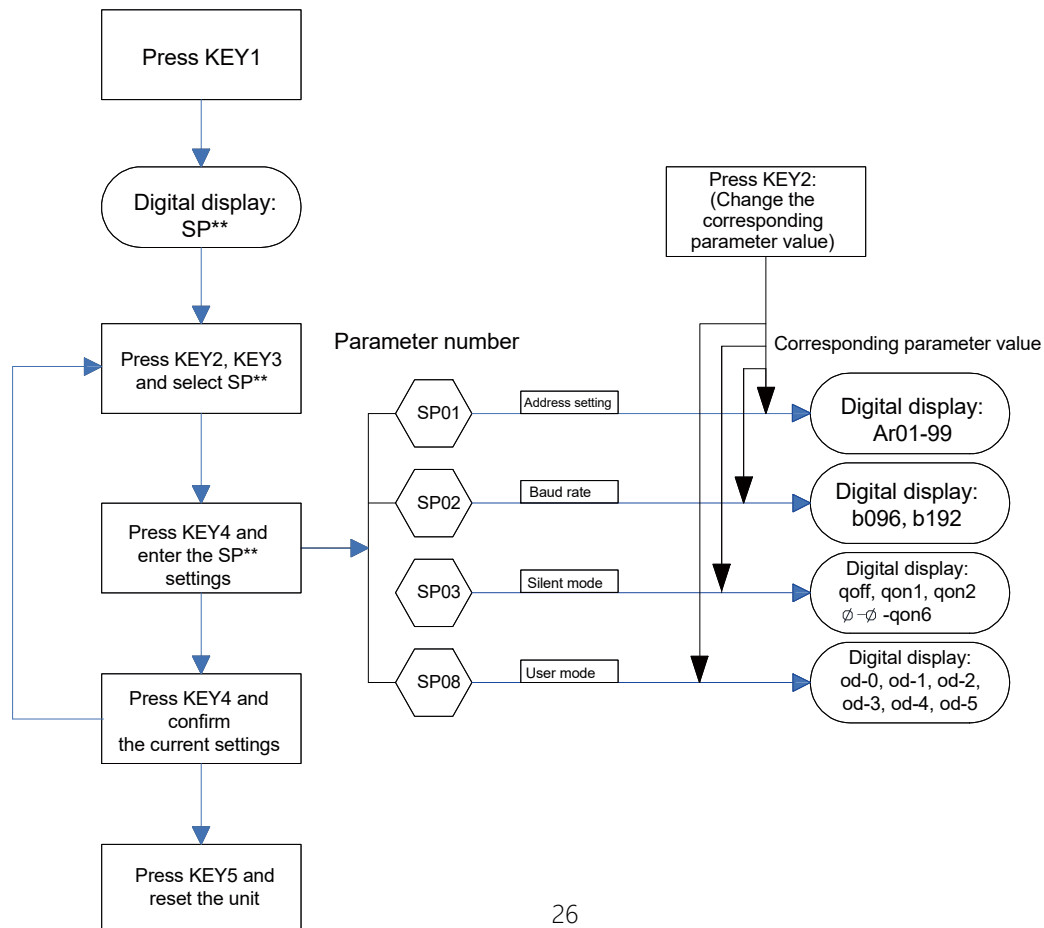 Press KEY1
Digital display:
SP**
Press KEY2, KEY3
and select SP**
Press KEY4 and
enter the SP**
settings
Press KEY4 and
confirm
the current settings
Press KEY5 and
reset the unit
Parameter number
SP01
Address setting
SP02
Baud rate
SP03
Silent mode
SP08
User mode
Press KEY2:
(Change the
corresponding
parameter value)
Corresponding parameter value
Digital display:
Ar01-99
Digital display:
b096, b192
Digital display:
qoff, qon1, qon2
∅-∅ -qon6
Digital display:
od-0, od-1, od-2,
od-3, od-4, od-5
26